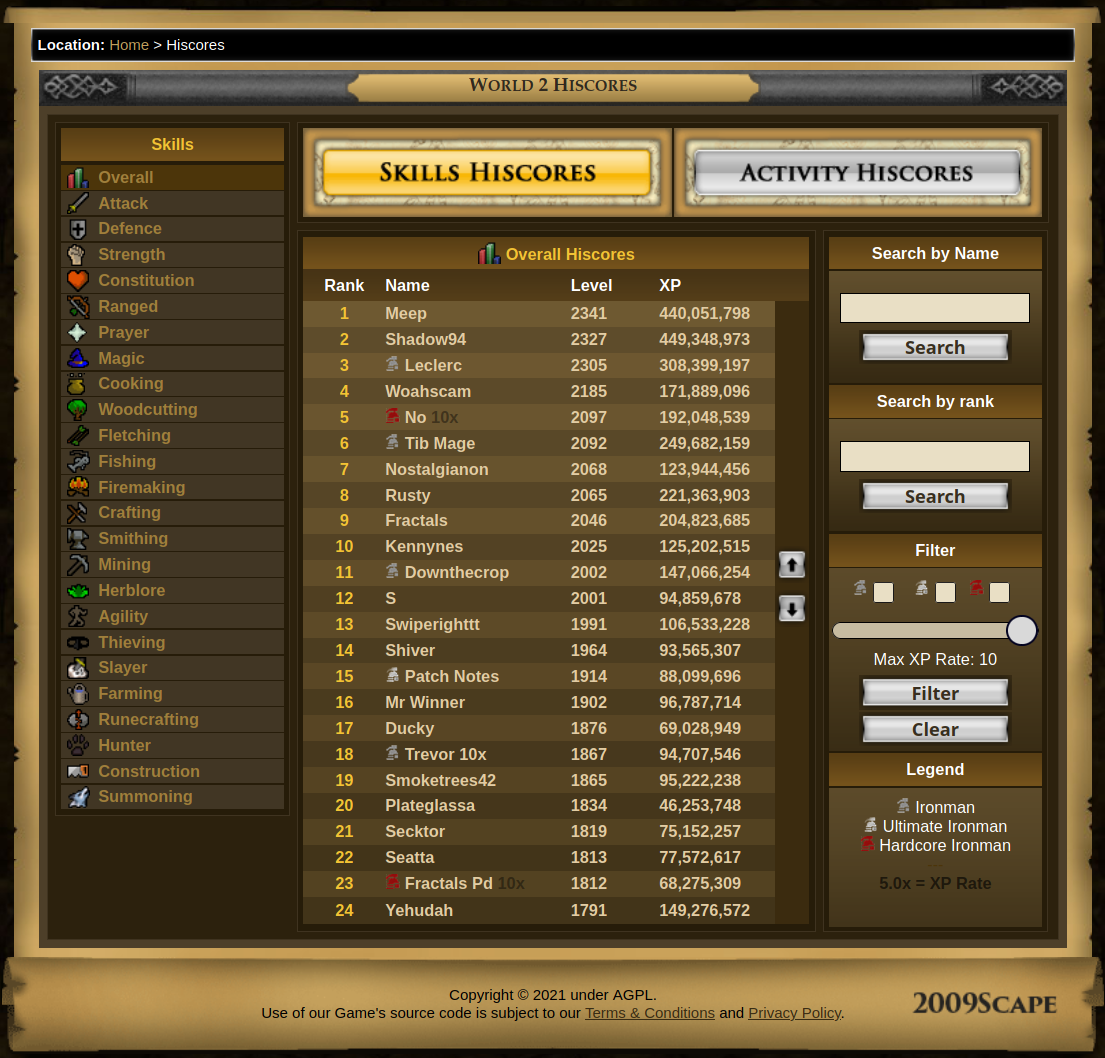 Location: Home > Hiscores
World 2 Hiscores
Skills
Overall
Attack
Defence
Strength
Constitution
Ranged
Prayer
Magic
Cooking
Woodcutting
Fletching
Fishing
Firemaking
Crafting
Smithing
Mining
Herblore
Agility
Thieving
Slayer
Farming
Runecrafting
Hunter
Construction
Summoning
Skills Hiscores
Activity Hiscores
Overall Hiscores
Rank Name Level XP
1 Meep 2341 440,051,798
2 Shadow94 2327 449,348,973
3 Leclerc 2305 308,399,197
4 Woahscam 2185 171,889,096
5 No 10x 2097 192,048,539
6 Tib Mage 2092 249,682,159
7 Nostalgianon 2068 123,944,456
8 Rusty 2065 221,363,903
9 Fractals 2046 204,823,685
10 Kennynes 2025 125,202,515
11 Downthecrop 2002 147,066,254
12 S 2001 94,859,678
13 Swiperighttt 1991 106,533,228
14 Shiver 1964 93,565,307
15 Patch Notes 1914 88,099,696
16 Mr Winner 1902 96,787,714
17 Ducky 1876 69,028,949
18 Trevor 10x 1867 94,707,546
19 Smoketrees42 1865 95,222,238
20 Plateglassa 1834 46,253,748
21 Secktor 1819 75,152,257
22 Seatta 1813 77,572,617
23 Fractals Pd 10x 1812 68,275,309
24 Yehudah 1791 149,276,572
Search by Name
Search
Search by rank
Search
Filter
Max XP Rate: 10
Filter
Clear
Legend
Ironman
Ultimate Ironman
Hardcore Ironman
5.0x = XP Rate
Copyright © 2021 under AGPL.
Use of our Game's source code is subject to our Terms & Conditions and Privacy Policy.
2009Scape